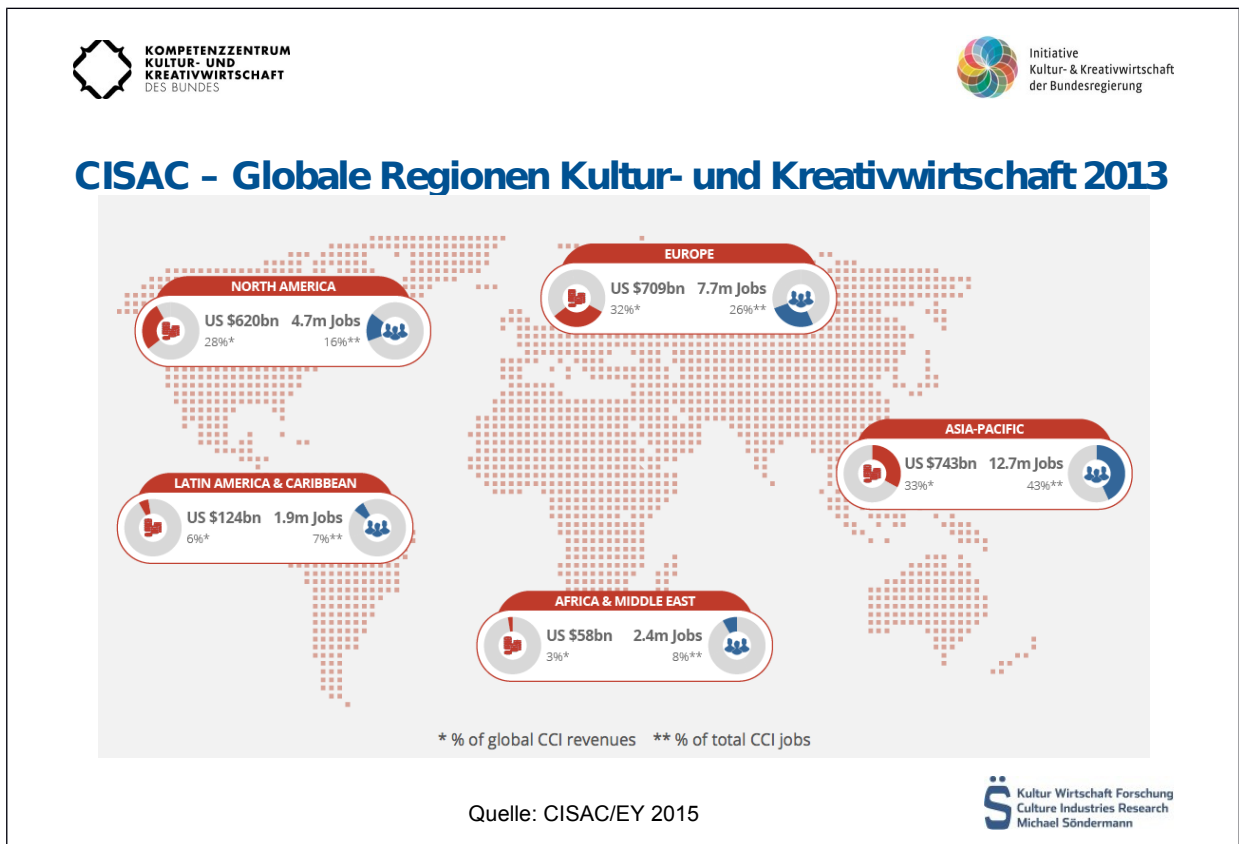 KOMPETENZZENTRUM
KULTUR- UND
KREATIVWIRTSCHAFT
DES BUNDES
Initiative
Kultur- & Kreativwirtschaft
der Bundesregierung
CISAC – Globale Regionen Kultur- und Kreativwirtschaft 2013
EUROPE
US $709bn 7.7m Jobs
32%* 26%**
NORTH AMERICA
US $620bn 4.7m Jobs
28%* 16%**
ASIA-PACIFIC
US $743bn 12.7m Jobs
33%* 43%**
LATIN AMERICA & CARIBBEAN
US $124bn 1.9m Jobs
6%* 7%**
AFRICA & MIDDLE EAST
US $58bn 2.4m Jobs
3%* 8%**
* % of global CCI revenues ** % of total CCI jobs
Quelle: CISAC/EY 2015
Kultur Wirtschaft Forschung
Culture Industries Research
Michael Söndermann